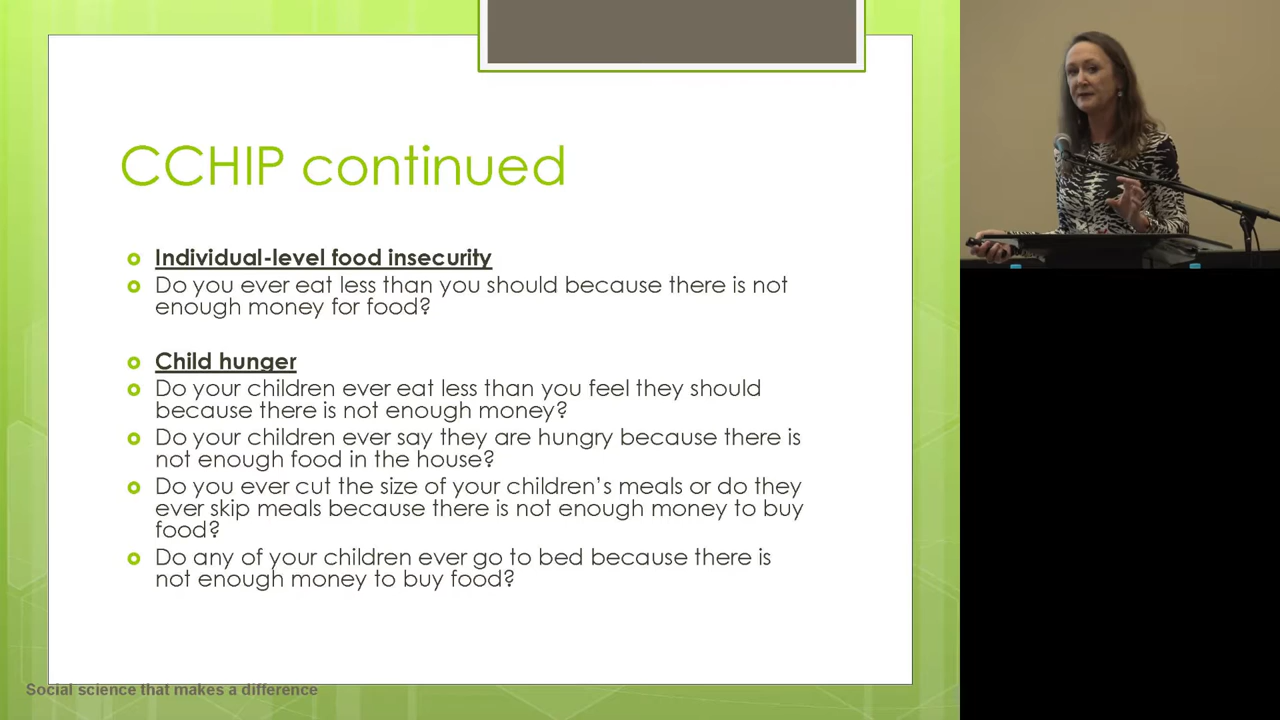 CCHIP continued
Individual-level food insecurity
Do you ever eat less than you should because there is not
enough money for food?
Child hunger
Do your children ever eat less than you feel they should
because there is not enough money?
Do your children ever say they are hungry because there is
not enough food in the house?
Do you ever cut the size of your children's meals or do they
ever skip meals because there is not enough money to buy
food?
Do any of your children ever go to bed because there is
not enough money to buy food?
Social science that makes a difference